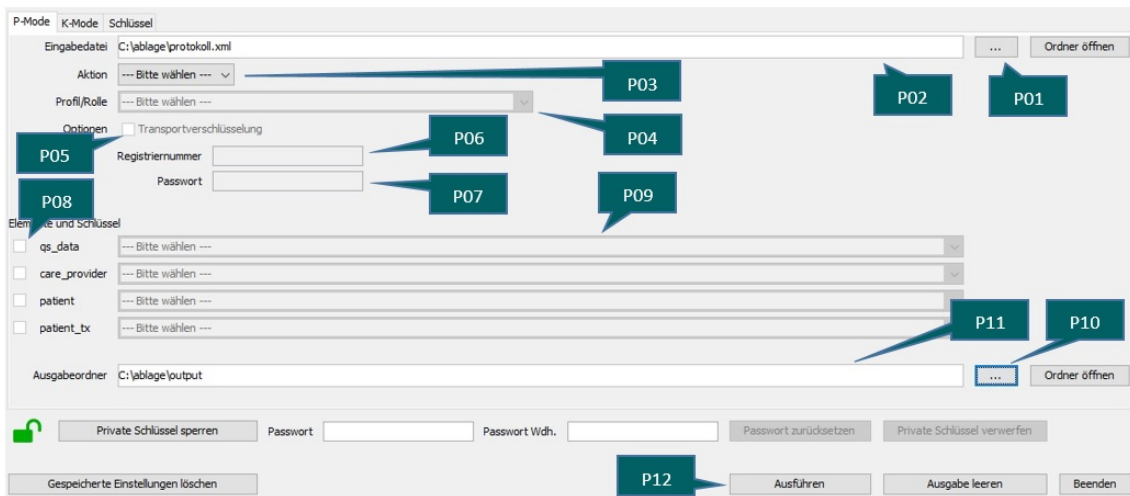 P-Mode K-Mode Schlüssel
Eingabedatei C:\ablage\protokoll.xml ... Ordner öffnen
Aktion --- Bitte wählen --- P03
P02 P01
Profil/Rolle --- Bitte wählen ---
Optionen Transportverschlüsselung P06 P04
P05 Registriernummer
Passwort P07
P08 P09
Elemente und Schlüssel
qs_data --- Bitte wählen ---
care_provider --- Bitte wählen ---
patient --- Bitte wählen ---
patient_tx --- Bitte wählen --- P11 P10
Ausgabeordner C:\ablage\output ... Ordner öffnen
Private Schlüssel sperren Passwort Passwort Wdh. Passwort zurücksetzen Private Schlüssel verwerfen
Gespeicherte Einstellungen löschen P12 Ausführen Ausgabe leeren Beenden